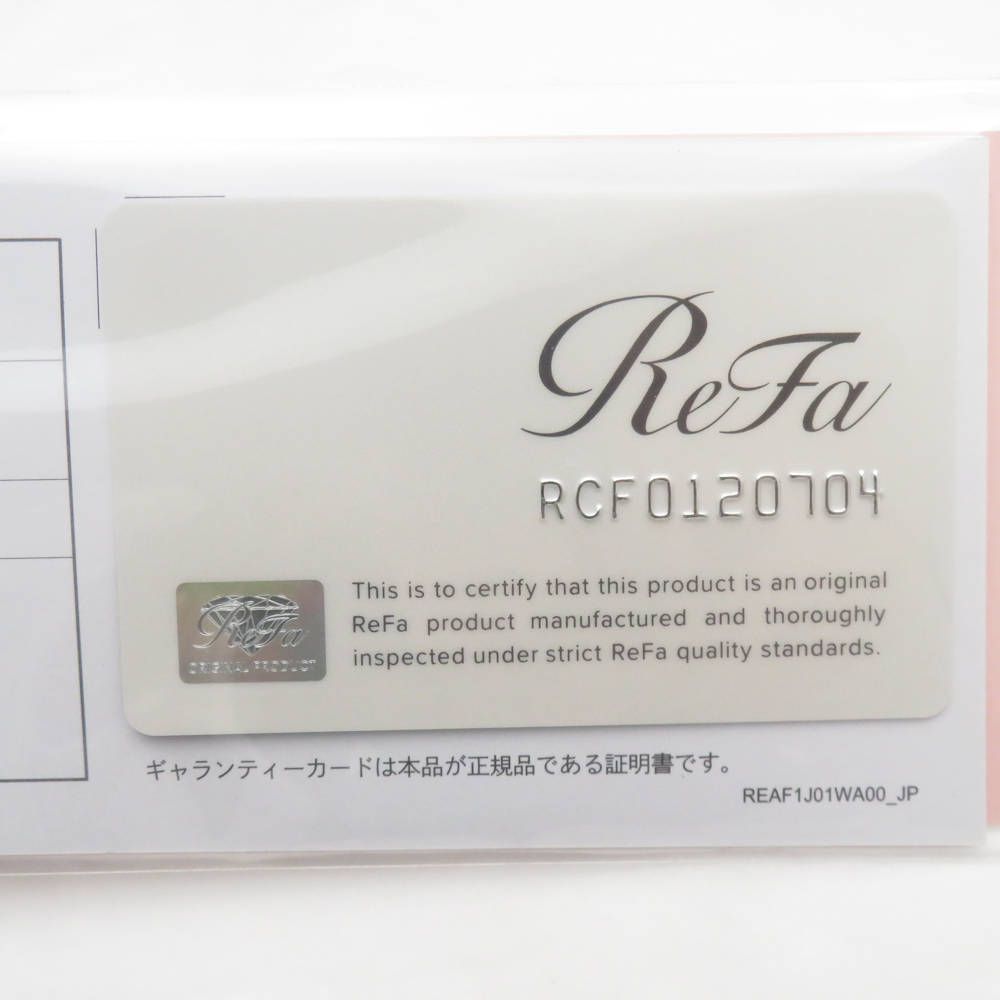 ReFa
RCF0120704
This is to certify that this product is an original
ReFa product manufactured and thoroughly
inspected under strict ReFa quality standards.
ReFa
ORIGINAL PRODUCT
ギャランティーカードは本品が正規品である証明書です。
REAF1J01WA00_JP